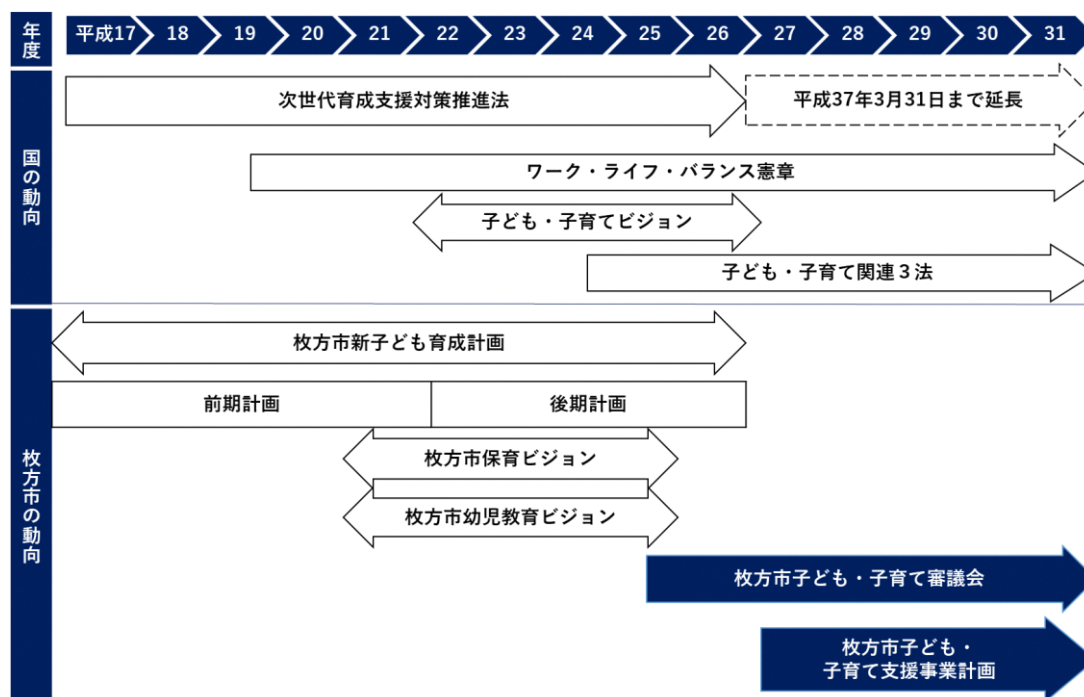 年度
平成17
18
19
20
21
22
23
24
25
26
27
28
29
30
31
国の動向
次世代育成支援対策推進法
平成37年3月31日まで延長
ワーク・ライフ・バランス憲章
子ども・子育てビジョン
子ども・子育て関連３法
枚方市の動向
枚方市新子ども育成計画
前期計画
後期計画
枚方市保育ビジョン
枚方市幼児教育ビジョン
枚方市子ども・子育て審議会
枚方市子ども・
子育て支援事業計画